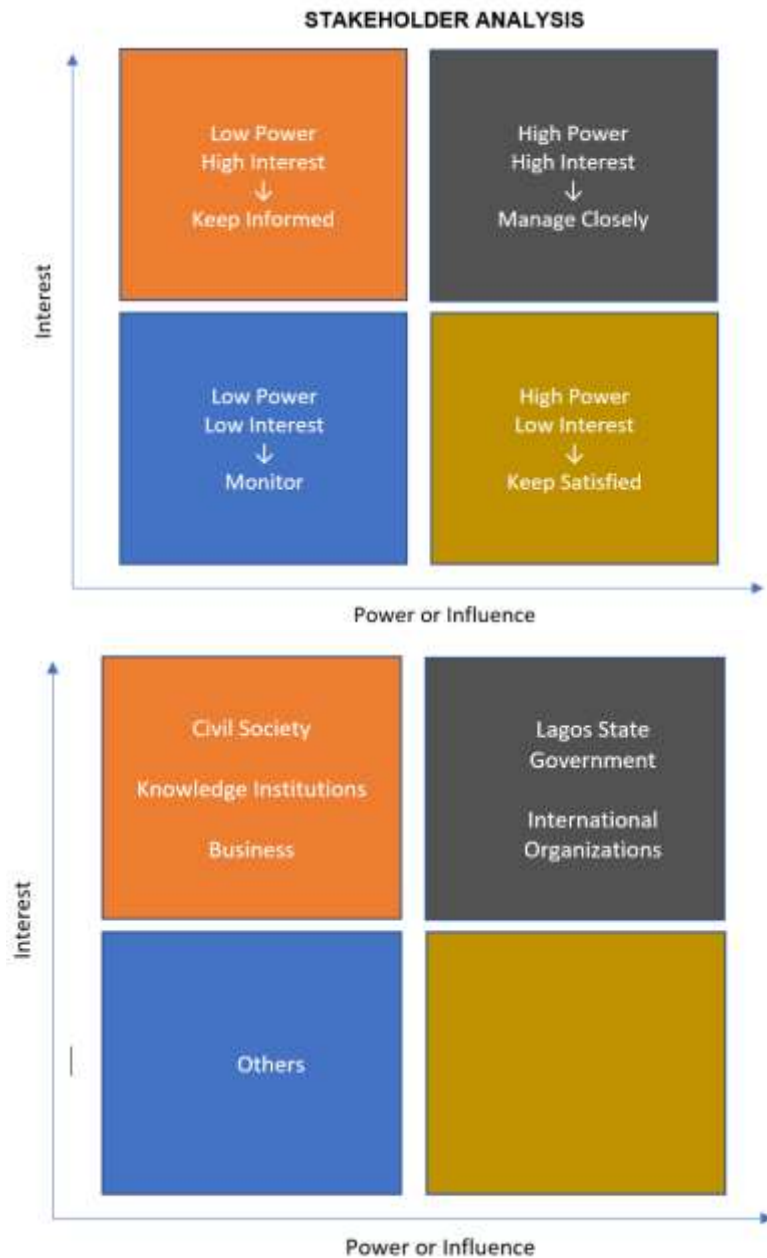 STAKEHOLDER ANALYSIS
Low Power
High Interest
↓
Keep Informed
High Power
High Interest
↓
Manage Closely
Interest
Low Power
Low Interest
↓
Monitor
High Power
Low Interest
↓
Keep Satisfied
Power or Influence
Civil Society
Knowledge Institutions
Business
Lagos State
Government
International
Organizations
Interest
Others
Power or Influence